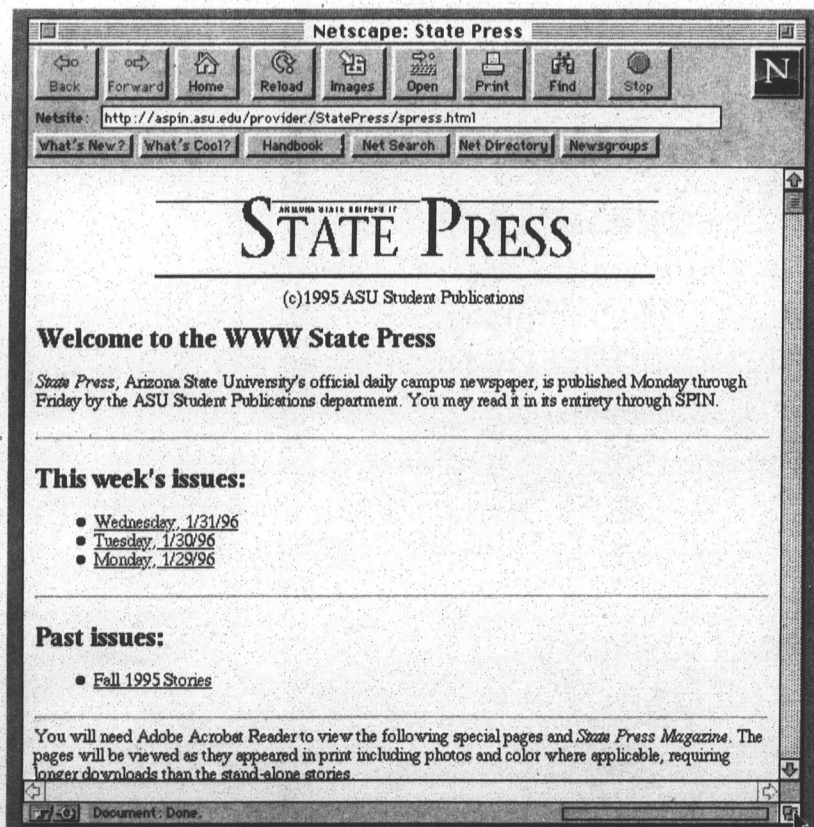 Netscape: State Press
Back Forward Home Reload Images Open Print Find Stop
N
Netsite: http://aspin.asu.edu/provider/StatePress/spress.html
What's New? What's Cool? Handbook Net Search Net Directory Newsgroups
ARIZONA STATE UNIVERSITY
STATE PRESS
(c)1995 ASU Student Publications
Welcome to the WWW State Press
State Press, Arizona State University's official daily campus newspaper, is published Monday through
Friday by the ASU Student Publications department. You may read it in its entirety through SPIN.
This week's issues:
• Wednesday, 1/31/96
• Tuesday, 1/30/96
• Monday, 1/29/96
Past issues:
• Fall 1995 Stories
You will need Adobe Acrobat Reader to view the following special pages and State Press Magazine. The
pages will be viewed as they appeared in print including photos and color where applicable, requiring
longer downloads than the stand-alone stories.
Document: Done.